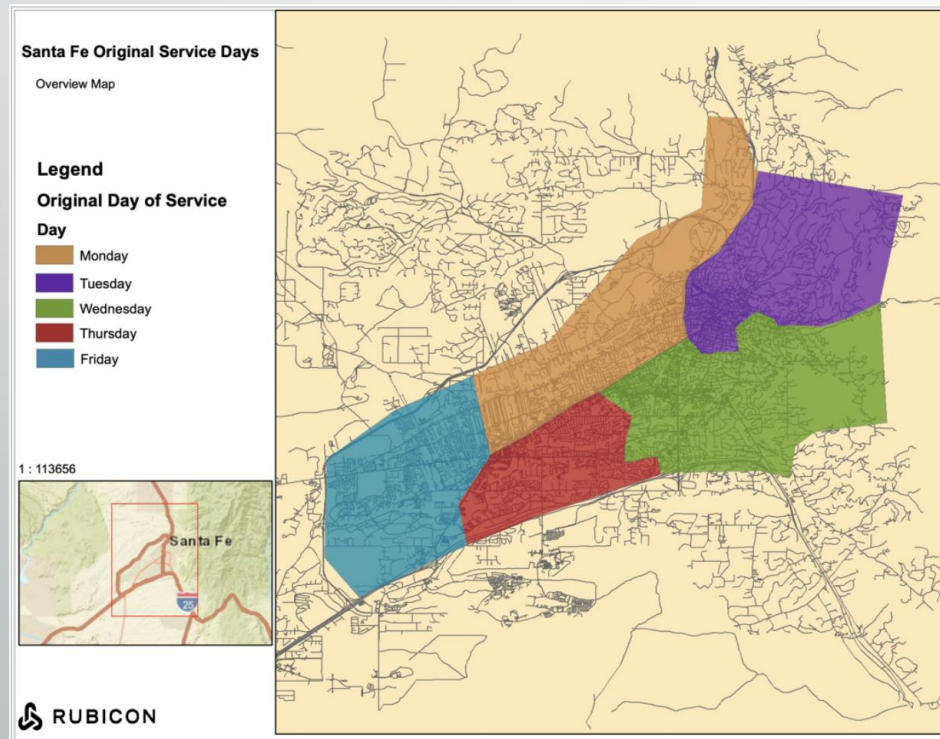 Santa Fe Original Service Days
Overview Map
Legend
Original Day of Service
Day
Monday
Tuesday
Wednesday
Thursday
Friday
1 : 113656
Santa Fe
25
RUBICON